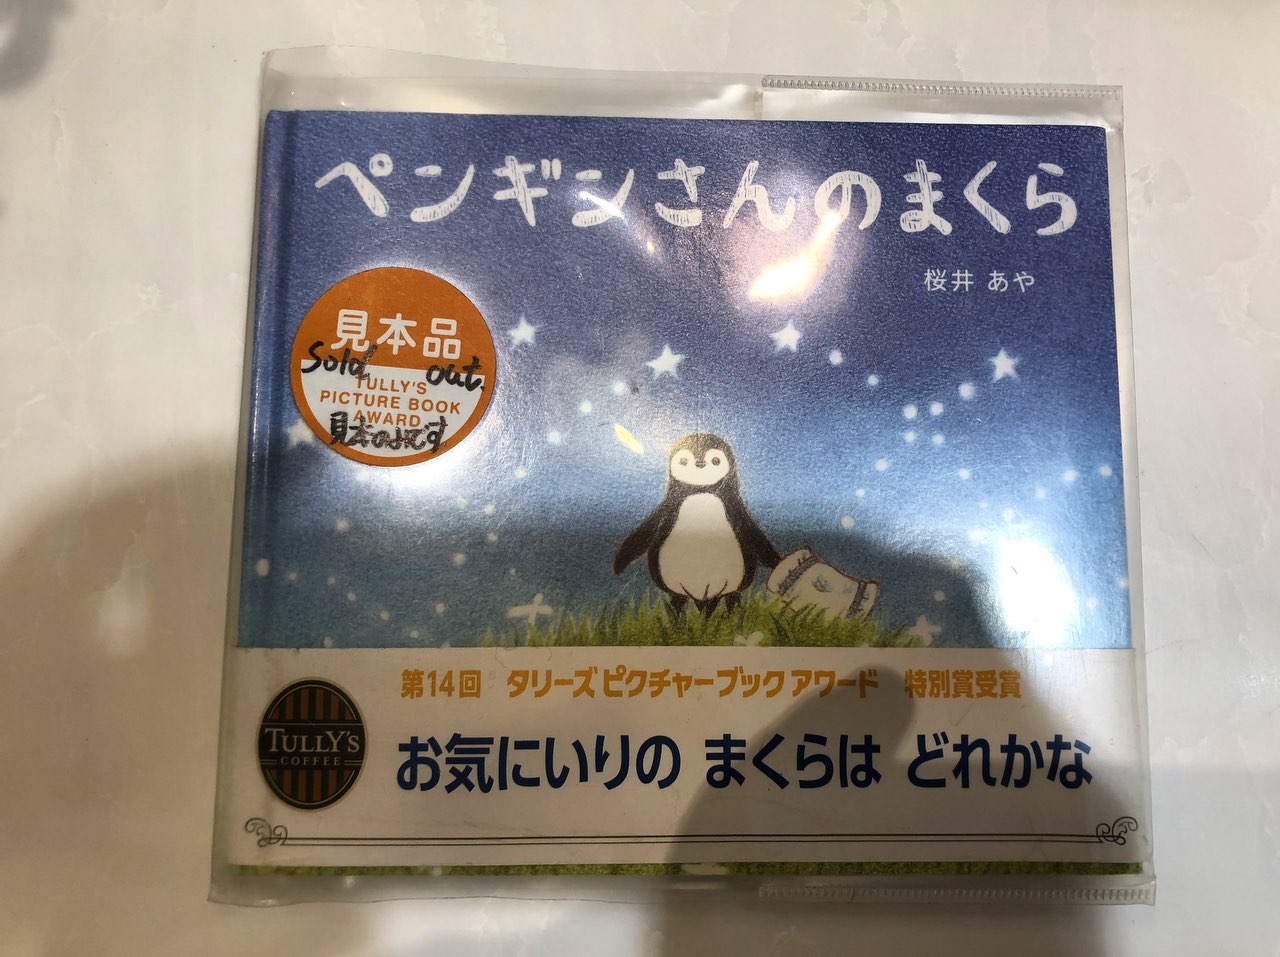 ペンギンさんのまくら
桜井 あや
見本品
Sold out.
TULLY'S
PICTURE BOOK
AWARD
見本のみです
第14回 タリーズ ピクチャーブック アワード 特別賞受賞
お気にいりの まくらは どれかな
TULLY'S
COFFEE